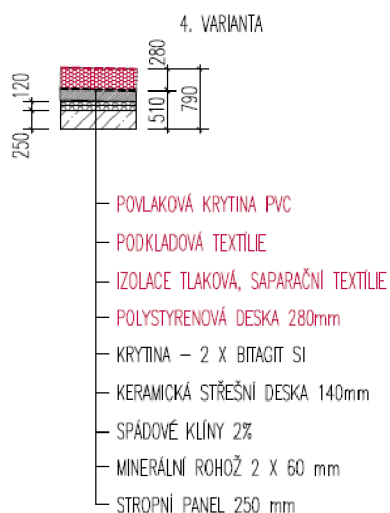 4. VARIANTA
280
120
510
790
250
POVLAKOVÁ KRYTINA PVC
PODKLADOVÁ TEXTÍLIE
IZOLACE TLAKOVÁ, SAPARAČNÍ TEXTÍLIE
POLYSTYRENOVÁ DESKA 280mm
KRYTINA – 2 X BITAGIT SI
KERAMICKÁ STŘEŠNÍ DESKA 140mm
SPÁDOVÉ KLÍNY 2%
MINERÁLNÍ ROHOŽ 2 X 60 mm
STROPNÍ PANEL 250 mm